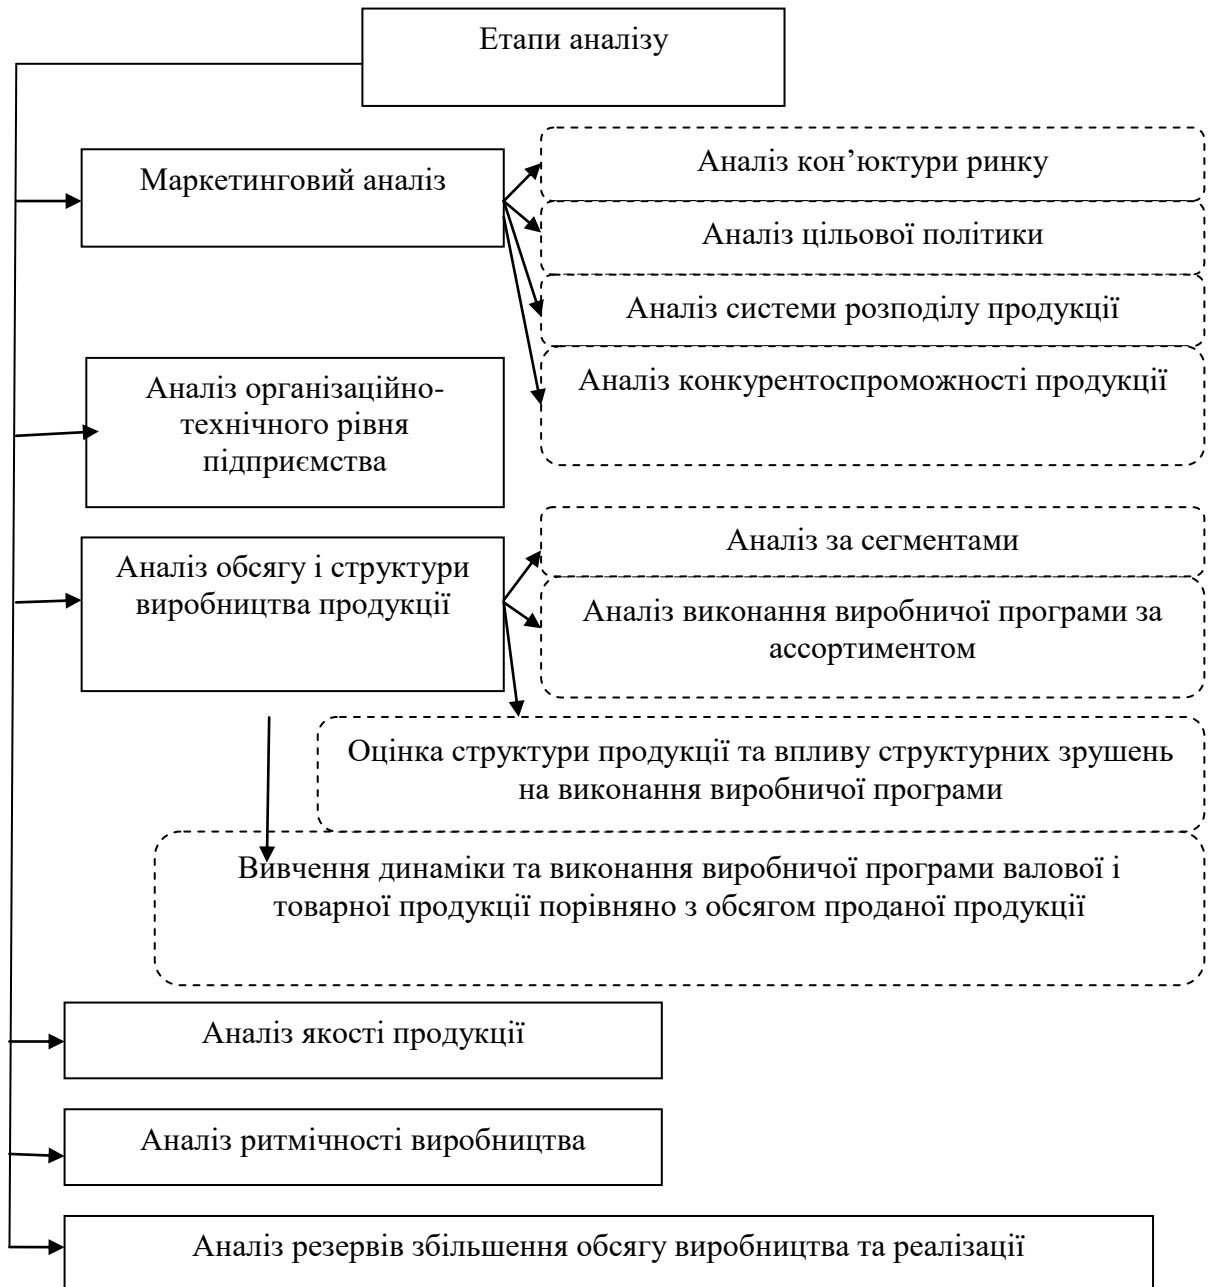 Етапи аналізу
Маркетинговий аналіз
Аналіз кон’юктури ринку
Аналіз цільової політики
Аналіз системи розподілу продукції
Аналіз конкурентоспроможності продукції
Аналіз організаційно-
технічного рівня
підприємства
Аналіз обсягу і структури
виробництва продукції
Аналіз за сегментами
Аналіз виконання виробничої програми за
ассортиментом
Оцінка структури продукції та впливу структурних зрушень
на виконання виробничої програми
Вивчення динаміки та виконання виробничої програми валової і
товарної продукції порівняно з обсягом проданої продукції
Аналіз якості продукції
Аналіз ритмічності виробництва
Аналіз резервів збільшення обсягу виробництва та реалізації